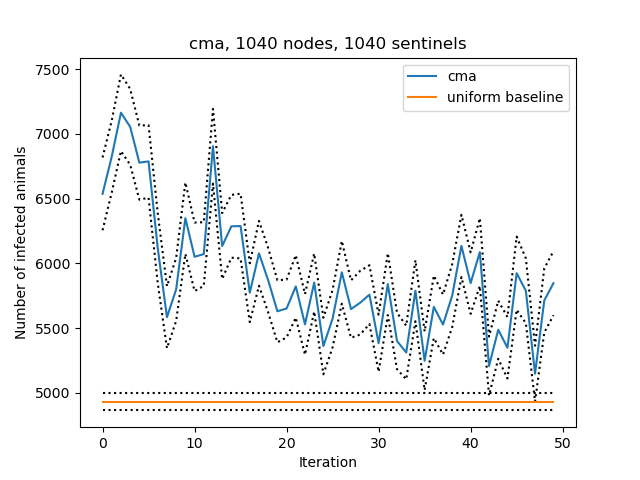 cma, 1040 nodes, 1040 sentinels
cma
uniform baseline
Number of infected animals
7500
7000
6500
6000
5500
5000
0 10 20 30 40 50
Iteration